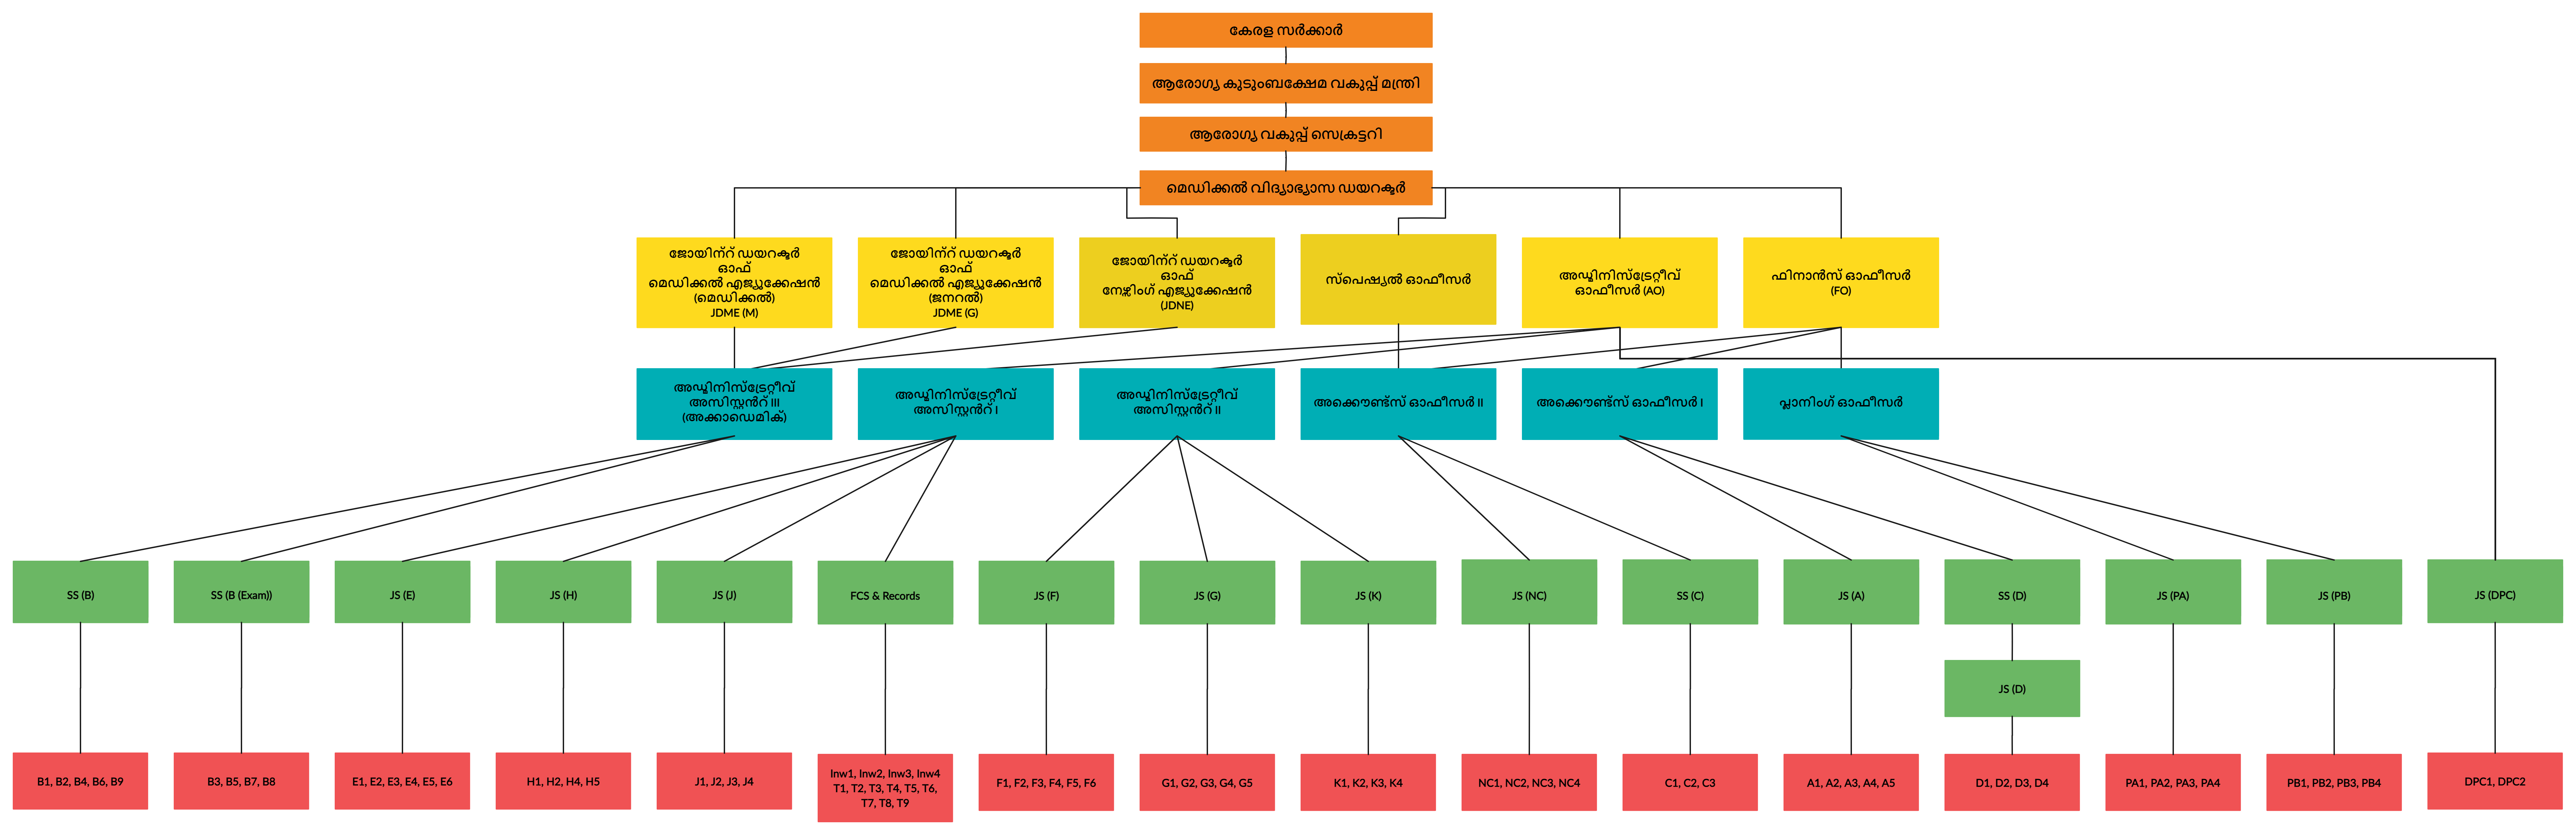 കേരള സർക്കാർ
ആരോഗ്യ കുടുംബക്ഷേമ വകുപ്പ് മന്ത്രി
ആരോഗ്യ വകുപ്പ് സെക്രട്ടറി
മെഡിക്കൽ വിദ്യാഭ്യാസ ഡയറക്ടർ
ജോയിന്റ് ഡയറക്ടർ
ഓഫ്
മെഡിക്കൽ എജ്യുക്കേഷൻ
(മെഡിക്കൽ)
JDME (M)
ജോയിന്റ് ഡയറക്ടർ
ഓഫ്
മെഡിക്കൽ എജ്യുക്കേഷൻ
(ജനറൽ)
JDME (G)
ജോയിന്റ് ഡയറക്ടർ
ഓഫ്
നേഴ്സിംഗ് എജ്യുക്കേഷൻ
(JDNE)
സ്പെഷ്യൽ ഓഫീസർ
അഡ്മിനിസ്ട്രേറ്റീവ്
ഓഫീസർ (AO)
ഫിനാൻസ് ഓഫീസർ
(FO)
അഡ്മിനിസ്ട്രേറ്റീവ്
അസിസ്റ്റൻറ് III
(അക്കാഡെമിക്)
അഡ്മിനിസ്ട്രേറ്റീവ്
അസിസ്റ്റൻറ് I
അഡ്മിനിസ്ട്രേറ്റീവ്
അസിസ്റ്റൻറ് II
അക്കൌണ്ട്സ് ഓഫീസർ II
അക്കൌണ്ട്സ് ഓഫീസർ I
പ്ലാനിംഗ് ഓഫീസർ
SS (B)
SS (B (Exam))
JS (E)
JS (H)
JS (J)
FCS & Records
JS (F)
JS (G)
JS (K)
JS (NC)
SS (C)
JS (A)
SS (D)
JS (PA)
JS (PB)
JS (DPC)
JS (D)
B1, B2, B4, B6, B9
B3, B5, B7, B8
E1, E2, E3, E4, E5, E6
H1, H2, H4, H5
J1, J2, J3, J4
Inw1, Inw2, Inw3, Inw4
T1, T2, T3, T4, T5, T6,
T7, T8, T9
F1, F2, F3, F4, F5, F6
G1, G2, G3, G4, G5
K1, K2, K3, K4
NC1, NC2, NC3, NC4
C1, C2, C3
A1, A2, A3, A4, A5
D1, D2, D3, D4
PA1, PA2, PA3, PA4
PB1, PB2, PB3, PB4
DPC1, DPC2